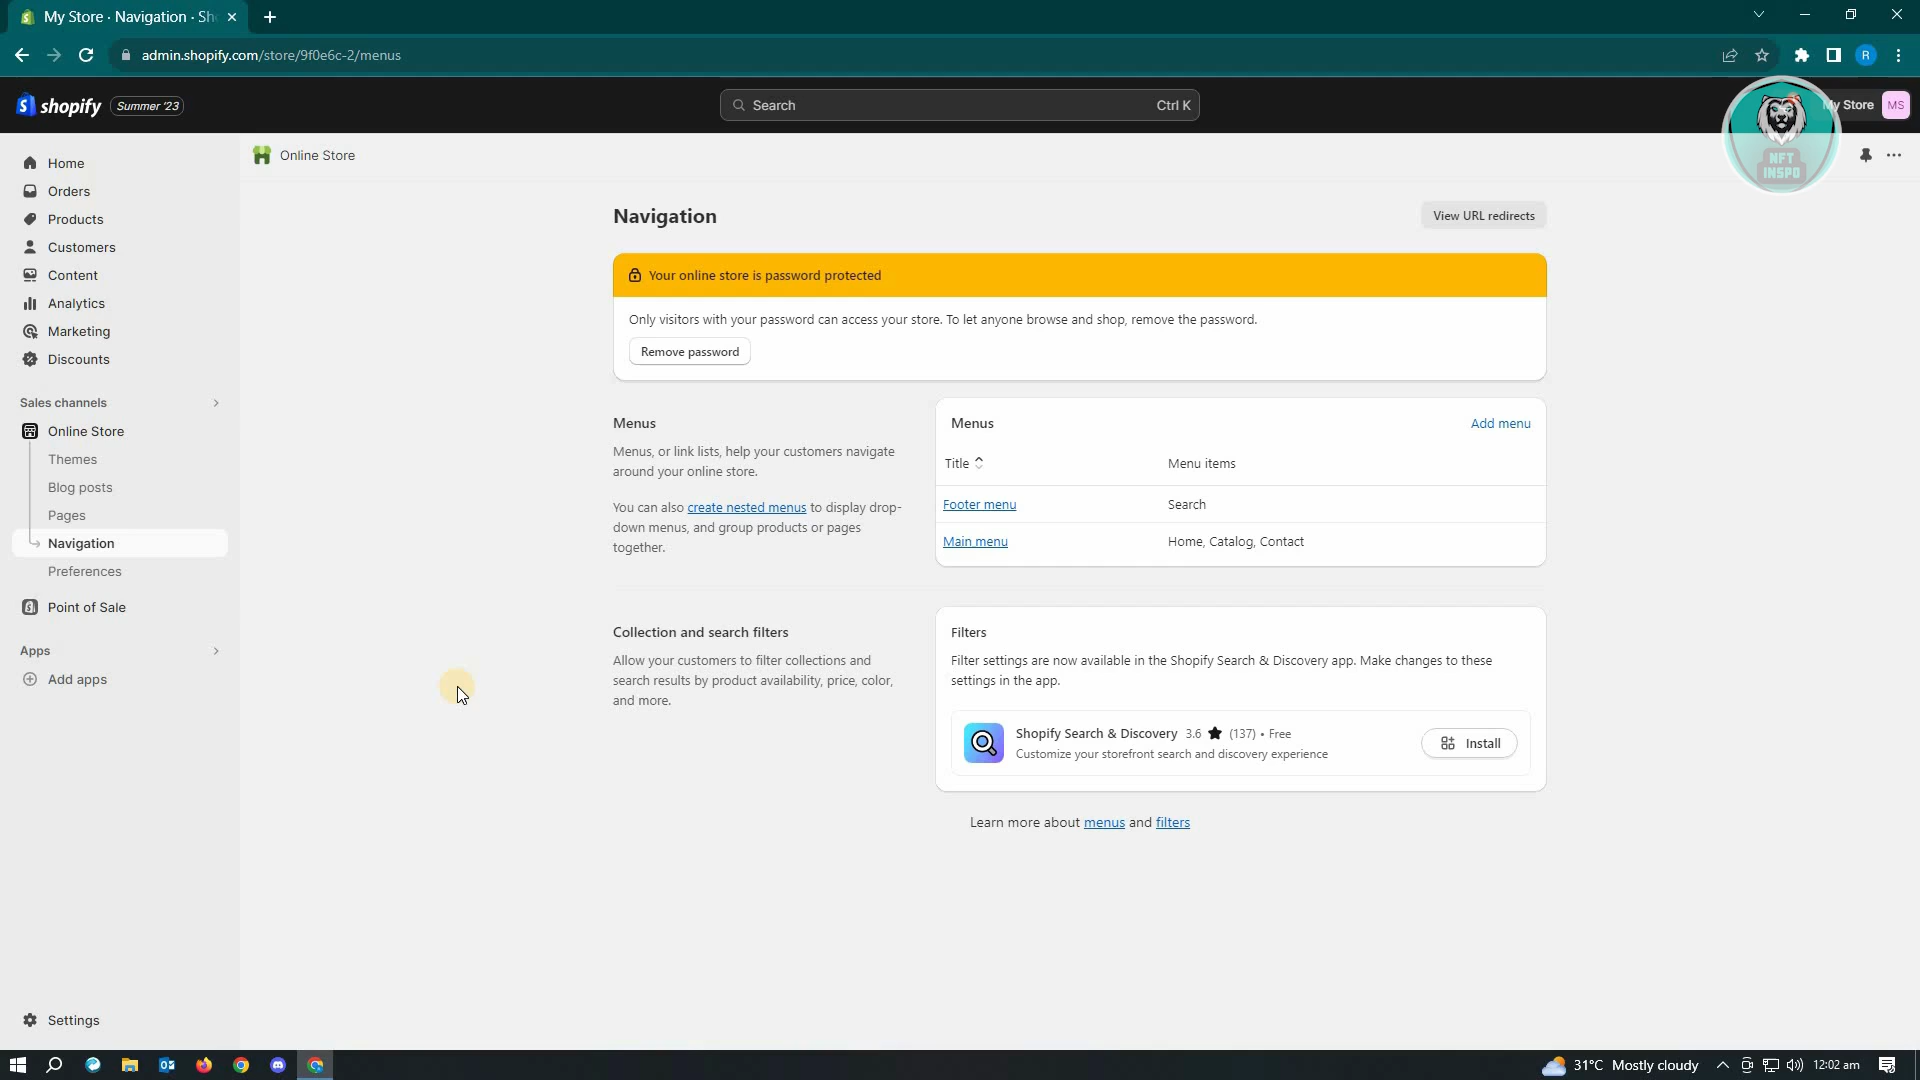 My Store · Navigation · Sh
admin.shopify.com/store/9f0e6c-2/menus
R
shopify
Summer '23
Search
Ctrl K
My Store
MS
NFT
INSPO
Home
Orders
Products
Customers
Content
Analytics
Marketing
Discounts
Sales channels
Online Store
Themes
Blog posts
Pages
Navigation
Preferences
Point of Sale
Apps
Add apps
Settings
Online Store
Navigation
View URL redirects
Your online store is password protected
Only visitors with your password can access your store. To let anyone browse and shop, remove the password.
Remove password
Menus
Menus, or link lists, help your customers navigate
around your online store.
You can also create nested menus to display drop-
down menus, and group products or pages
together.
Menus
Add menu
Title
Menu items
Footer menu
Search
Main menu
Home, Catalog, Contact
Collection and search filters
Allow your customers to filter collections and
search results by product availability, price, color,
and more.
Filters
Filter settings are now available in the Shopify Search & Discovery app. Make changes to these
settings in the app.
Shopify Search & Discovery 3.6 ★ (137) • Free
Customize your storefront search and discovery experience
Install
Learn more about menus and filters
31°C Mostly cloudy
12:02 am